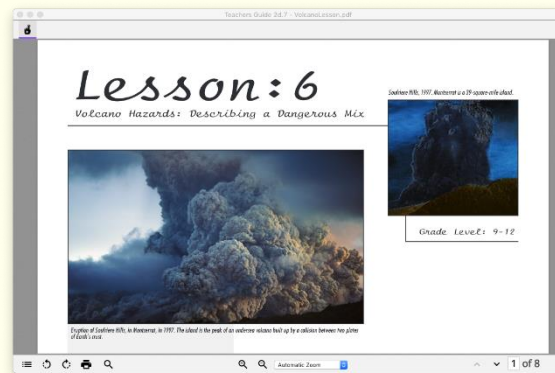 Teachers Guide 2d.7 - VolcanoLesson.pdf
Lesson: 6
Volcano Hazards: Describing a Dangerous Mix
Soufriere Hills, 1997. Montserrat is a 39-square-mile island.
Grade Level: 9-12
Eruption of Soufriere Hills, in Montserrat, in 1997. The island is the peak of an undersea volcano built up by a collision between two plates
of Earth's crust.
Automatic Zoom
1 of 8